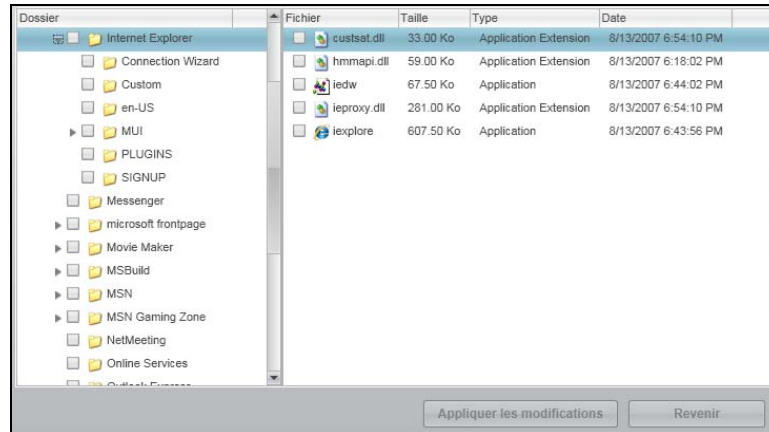 Dossier
Fichier Taille Type Date
Internet Explorer
Connection Wizard
Custom
en-US
MUI
PLUGINS
SIGNUP
Messenger
microsoft frontpage
Movie Maker
MSBuild
MSN
MSN Gaming Zone
NetMeeting
Online Services
Outlook Express
custsat.dll 33.00 Ko Application Extension 8/13/2007 6:54:10 PM
hmmapi.dll 59.00 Ko Application Extension 8/13/2007 6:18:02 PM
iedw 67.50 Ko Application 8/13/2007 6:44:02 PM
ieproxy.dll 281.00 Ko Application Extension 8/13/2007 6:54:10 PM
iexplore 607.50 Ko Application 8/13/2007 6:43:56 PM
Appliquer les modifications Revenir